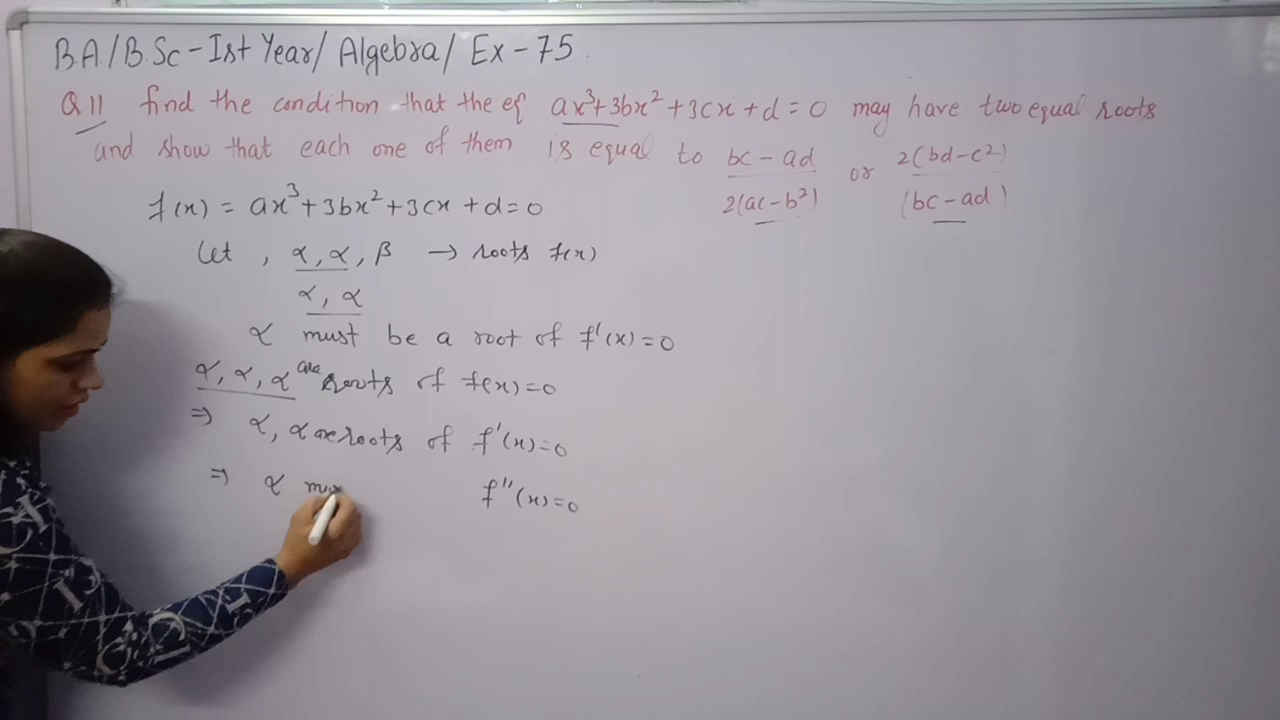 B.A./B.Sc - Ist Year/ Algebra/ Ex - 75.
Q 11 find the condition that the eq ax³+3bx²+3cx+d=0 may have two equal roots
and show that each one of them is equal to bc-ad/2(ac-b²) or 2(bd-c²)/(bc-ad)
f(x) = ax³+3bx²+3cx+d=0
Let , α, α, β → roots f(x)
α, α
α must be a root of f'(x)=0
α, α, α are roots of f(x)=0
⇒ α, α are roots of f'(x)=0
⇒ α mus f''(x)=0